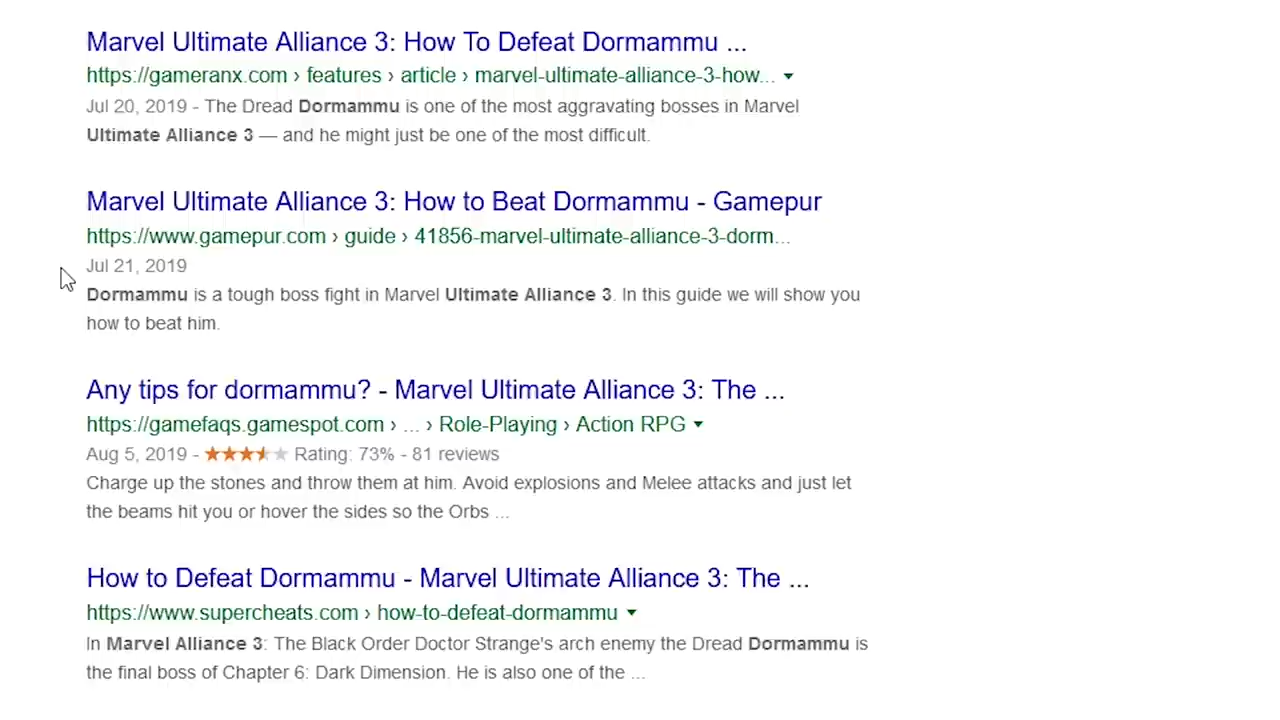 Marvel Ultimate Alliance 3: How To Defeat Dormammu ...
https://gameranx.com › features › article › marvel-ultimate-alliance-3-how...
Jul 20, 2019 - The Dread Dormammu is one of the most aggravating bosses in Marvel
Ultimate Alliance 3 — and he might just be one of the most difficult.
Marvel Ultimate Alliance 3: How to Beat Dormammu - Gamepur
https://www.gamepur.com › guide › 41856-marvel-ultimate-alliance-3-dorm...
Jul 21, 2019
Dormammu is a tough boss fight in Marvel Ultimate Alliance 3. In this guide we will show you
how to beat him.
Any tips for dormammu? - Marvel Ultimate Alliance 3: The ...
https://gamefaqs.gamespot.com › ... › Role-Playing › Action RPG
Aug 5, 2019 - Rating: 73% - 81 reviews
Charge up the stones and throw them at him. Avoid explosions and Melee attacks and just let
the beams hit you or hover the sides so the Orbs ...
How to Defeat Dormammu - Marvel Ultimate Alliance 3: The ...
https://www.supercheats.com › how-to-defeat-dormammu
In Marvel Alliance 3: The Black Order Doctor Strange's arch enemy the Dread Dormammu is
the final boss of Chapter 6: Dark Dimension. He is also one of the ...